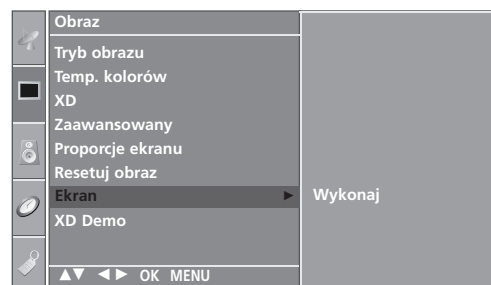 Obraz
Tryb obrazu
Temp. kolorów
XD
Zaawansowany
Proporcje ekranu
Resetuj obraz
Ekran ► Wykonaj
XD Demo
▲▼ ◄► OK MENU